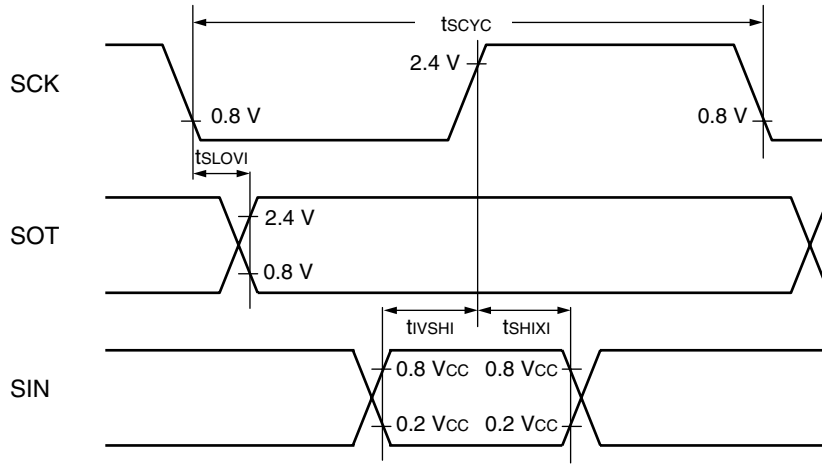 tSCYC
SCK
2.4 V
0.8 V
0.8 V
tSLOVI
SOT
2.4 V
0.8 V
tIVSHI
tSHIXI
SIN
0.8 VCC
0.8 VCC
0.2 VCC
0.2 VCC